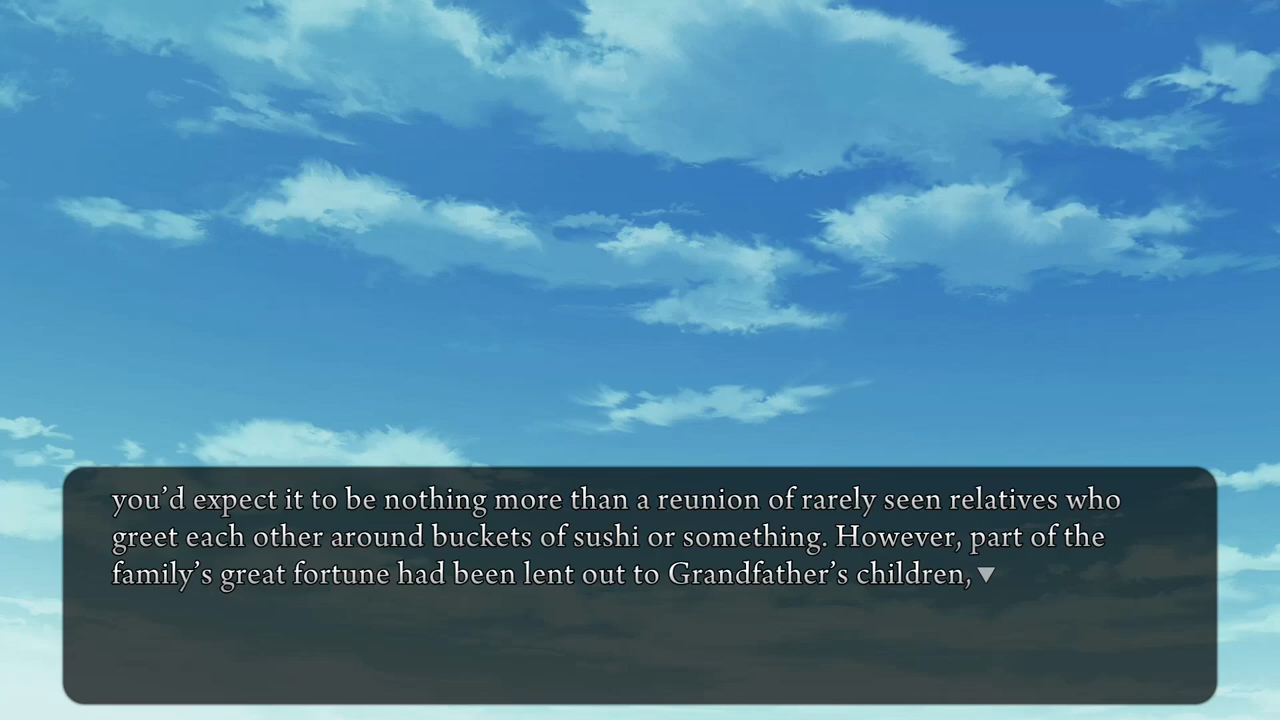 you’d expect it to be nothing more than a reunion of rarely seen relatives who
greet each other around buckets of sushi or something. However, part of the
family’s great fortune had been lent out to Grandfather’s children,